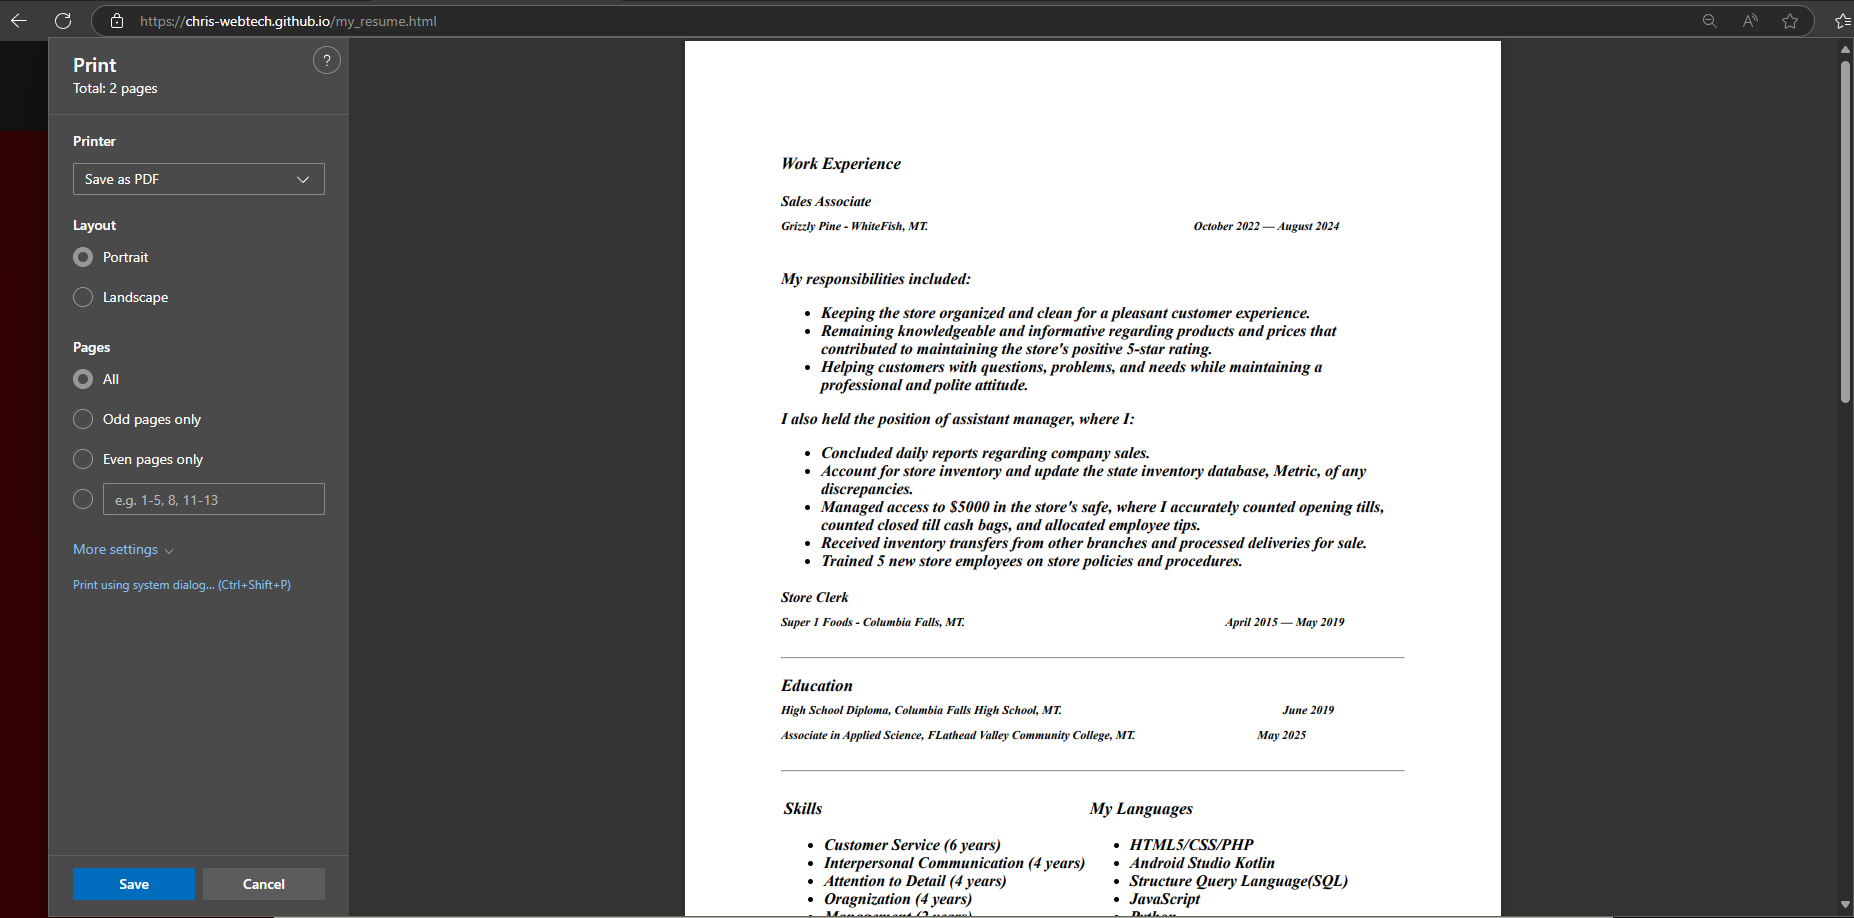 https://chris-webtech.github.io/my_resume.html
Print
Total: 2 pages
?
Printer
Save as PDF
Layout
Portrait
Landscape
Pages
All
Odd pages only
Even pages only
e.g. 1-5, 8, 11-13
More settings
Print using system dialog... (Ctrl+Shift+P)
Save
Cancel
Work Experience
Sales Associate
Grizzly Pine - WhiteFish, MT. October 2022 — August 2024
My responsibilities included:
• Keeping the store organized and clean for a pleasant customer experience.
• Remaining knowledgeable and informative regarding products and prices that
contributed to maintaining the store's positive 5-star rating.
• Helping customers with questions, problems, and needs while maintaining a
professional and polite attitude.
I also held the position of assistant manager, where I:
• Concluded daily reports regarding company sales.
• Account for store inventory and update the state inventory database, Metric, of any
discrepancies.
• Managed access to $5000 in the store's safe, where I accurately counted opening tills,
counted closed till cash bags, and allocated employee tips.
• Received inventory transfers from other branches and processed deliveries for sale.
• Trained 5 new store employees on store policies and procedures.
Store Clerk
Super 1 Foods - Columbia Falls, MT. April 2015 — May 2019
Education
High School Diploma, Columbia Falls High School, MT. June 2019
Associate in Applied Science, FLathead Valley Community College, MT. May 2025
Skills
• Customer Service (6 years)
• Interpersonal Communication (4 years)
• Attention to Detail (4 years)
• Oragnization (4 years)
• Management (2 years)
My Languages
• HTML5/CSS/PHP
• Android Studio Kotlin
• Structure Query Language(SQL)
• JavaScript
• Python